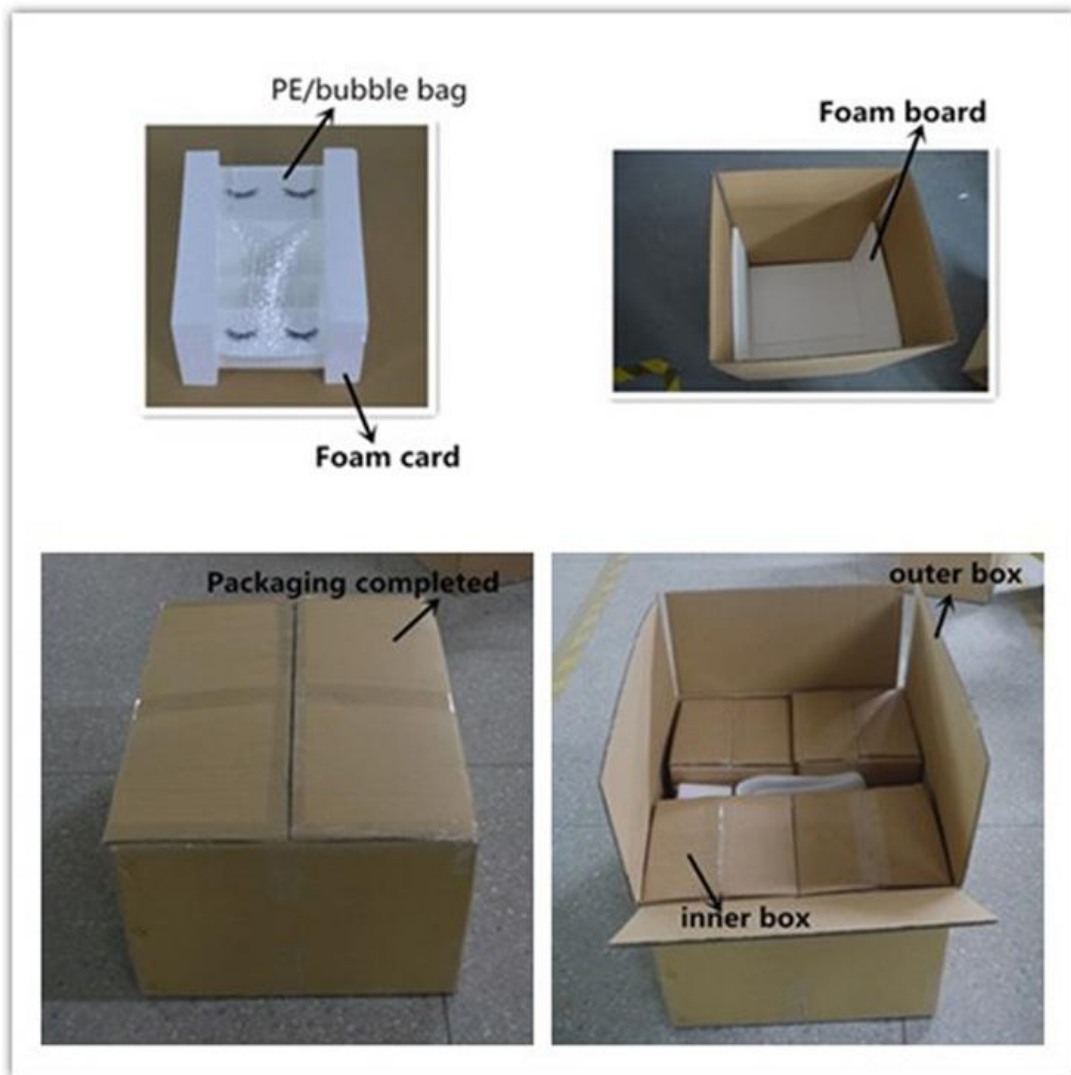 PE/bubble bag
Foam board
Foam card
Packaging completed
outer box
inner box